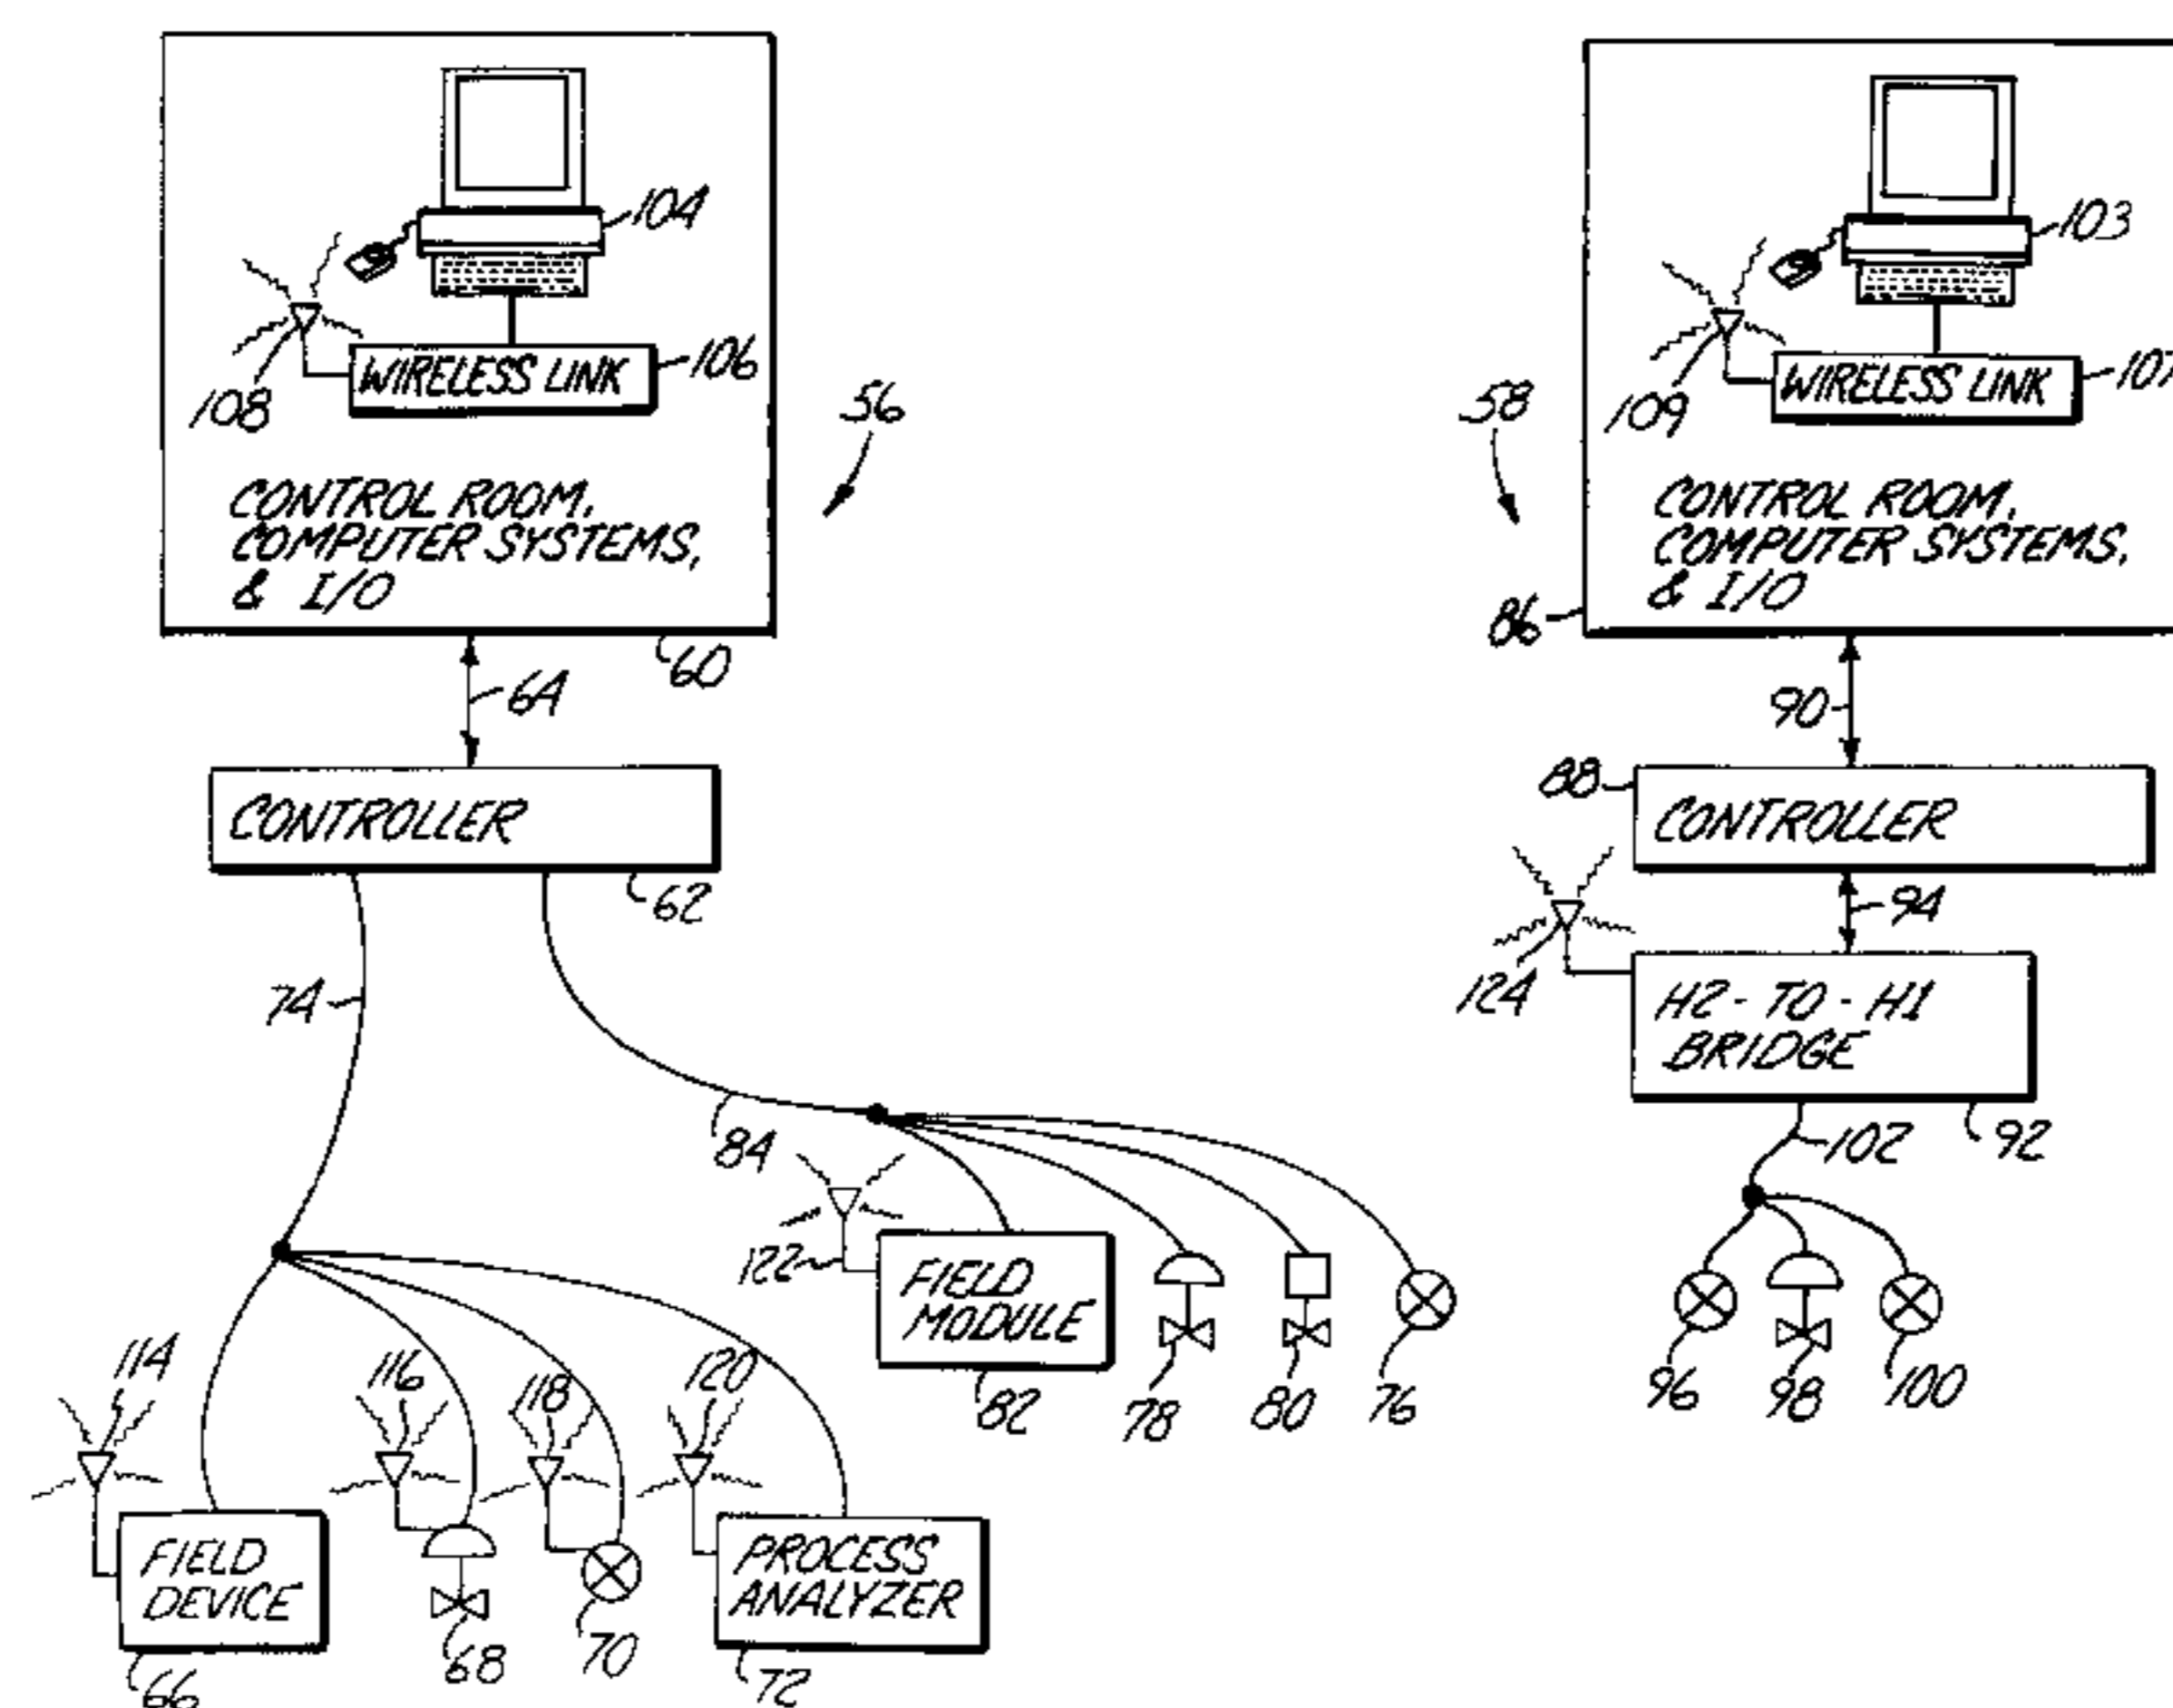 104
106
WIRELESS LINK
108
56
CONTROL ROOM,
COMPUTER SYSTEMS,
& I/O
60
64
CONTROLLER
62
74
84
122
FIELD
MODULE
82
78
80
76
114
116
118
120
FIELD
DEVICE
66
68
70
PROCESS
ANALYZER
72
103
107
WIRELESS LINK
109
58
CONTROL ROOM,
COMPUTER SYSTEMS,
& I/O
86
90
88
CONTROLLER
94
124
H2-TO-H1
BRIDGE
102
92
96
98
100